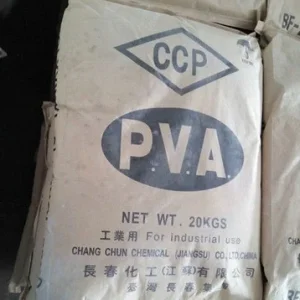 CCP
P.V.A.
NET WT. 20KGS
工業用 For industrial use
CHANG CHUN CHEMICAL (JIANGSU) CO., LTD, CHINA
長春化工(江蘇)有限公司
BF-